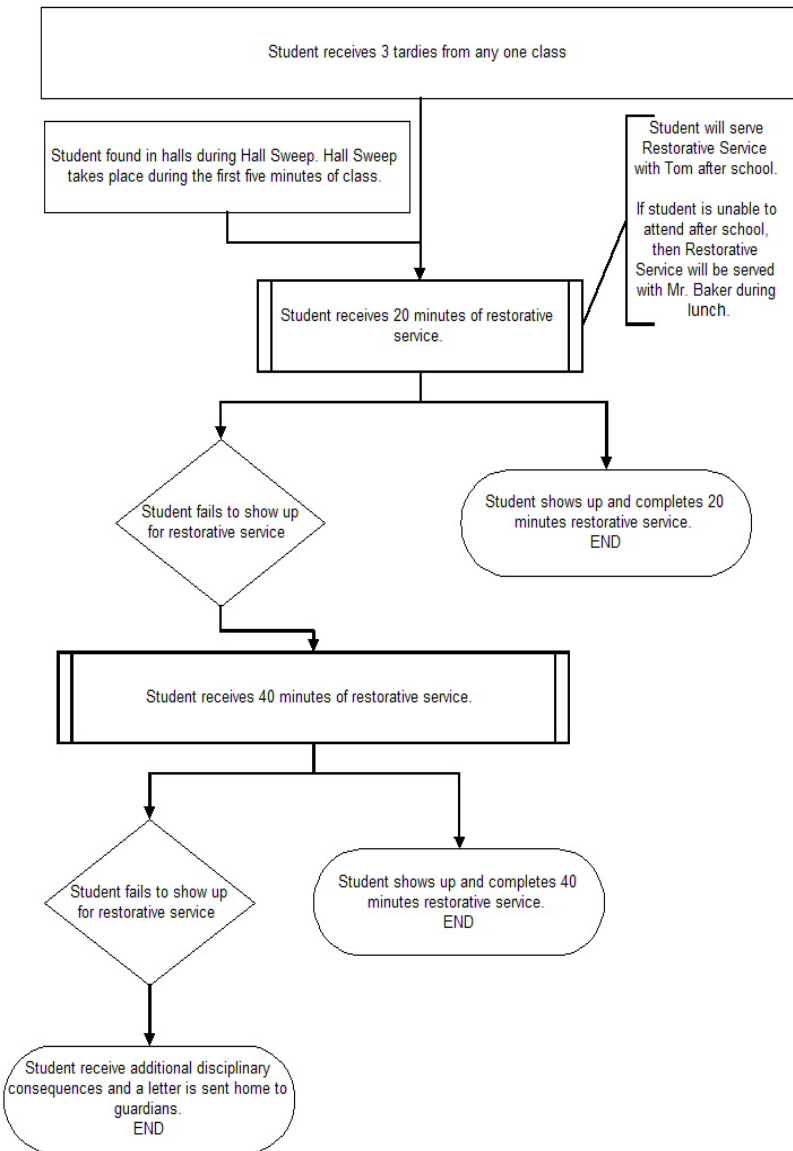 Student receives 3 tardies from any one class
Student found in halls during Hall Sweep. Hall Sweep
takes place during the first five minutes of class.
Student will serve
Restorative Service
with Tom after school.
If student is unable to
attend after school,
then Restorative
Service will be served
with Mr. Baker during
lunch.
Student receives 20 minutes of restorative
service.
Student fails to show up
for restorative service
Student shows up and completes 20
minutes restorative service.
END
Student receives 40 minutes of restorative service.
Student fails to show up
for restorative service
Student shows up and completes 40
minutes restorative service.
END
Student receive additional disciplinary
consequences and a letter is sent home to
guardians.
END